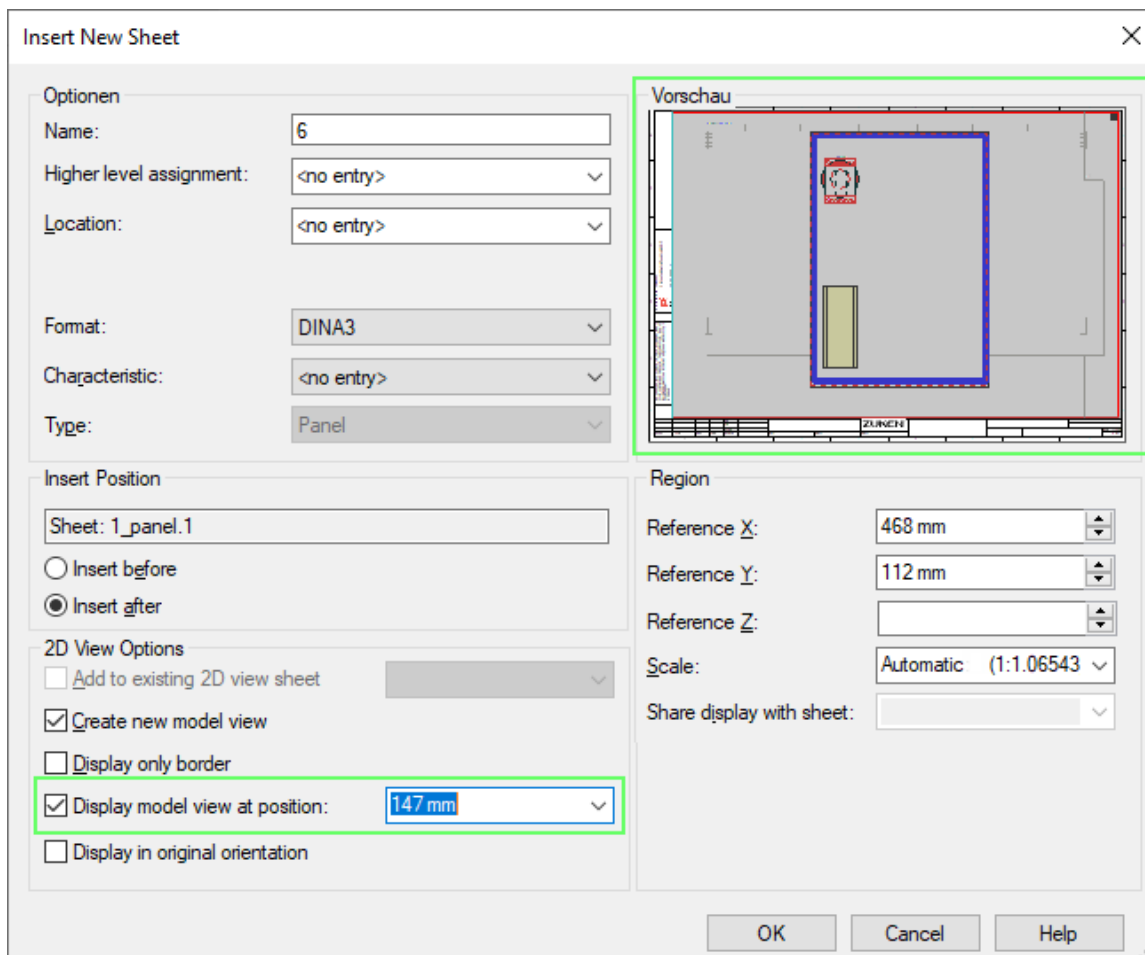 Insert New Sheet
Optionen
Name:
6
Higher level assignment:
<no entry>
Location:
<no entry>
Format:
DINA3
Characteristic:
<no entry>
Type:
Panel
Vorschau
ZUKEN
Insert Position
Sheet: 1_panel.1
Insert before
Insert after
2D View Options
Add to existing 2D view sheet
Create new model view
Display only border
Display model view at position:
147 mm
Display in original orientation
Region
Reference X:
468 mm
Reference Y:
112 mm
Reference Z:
Scale:
Automatic (1:1.06543
Share display with sheet:
OK
Cancel
Help